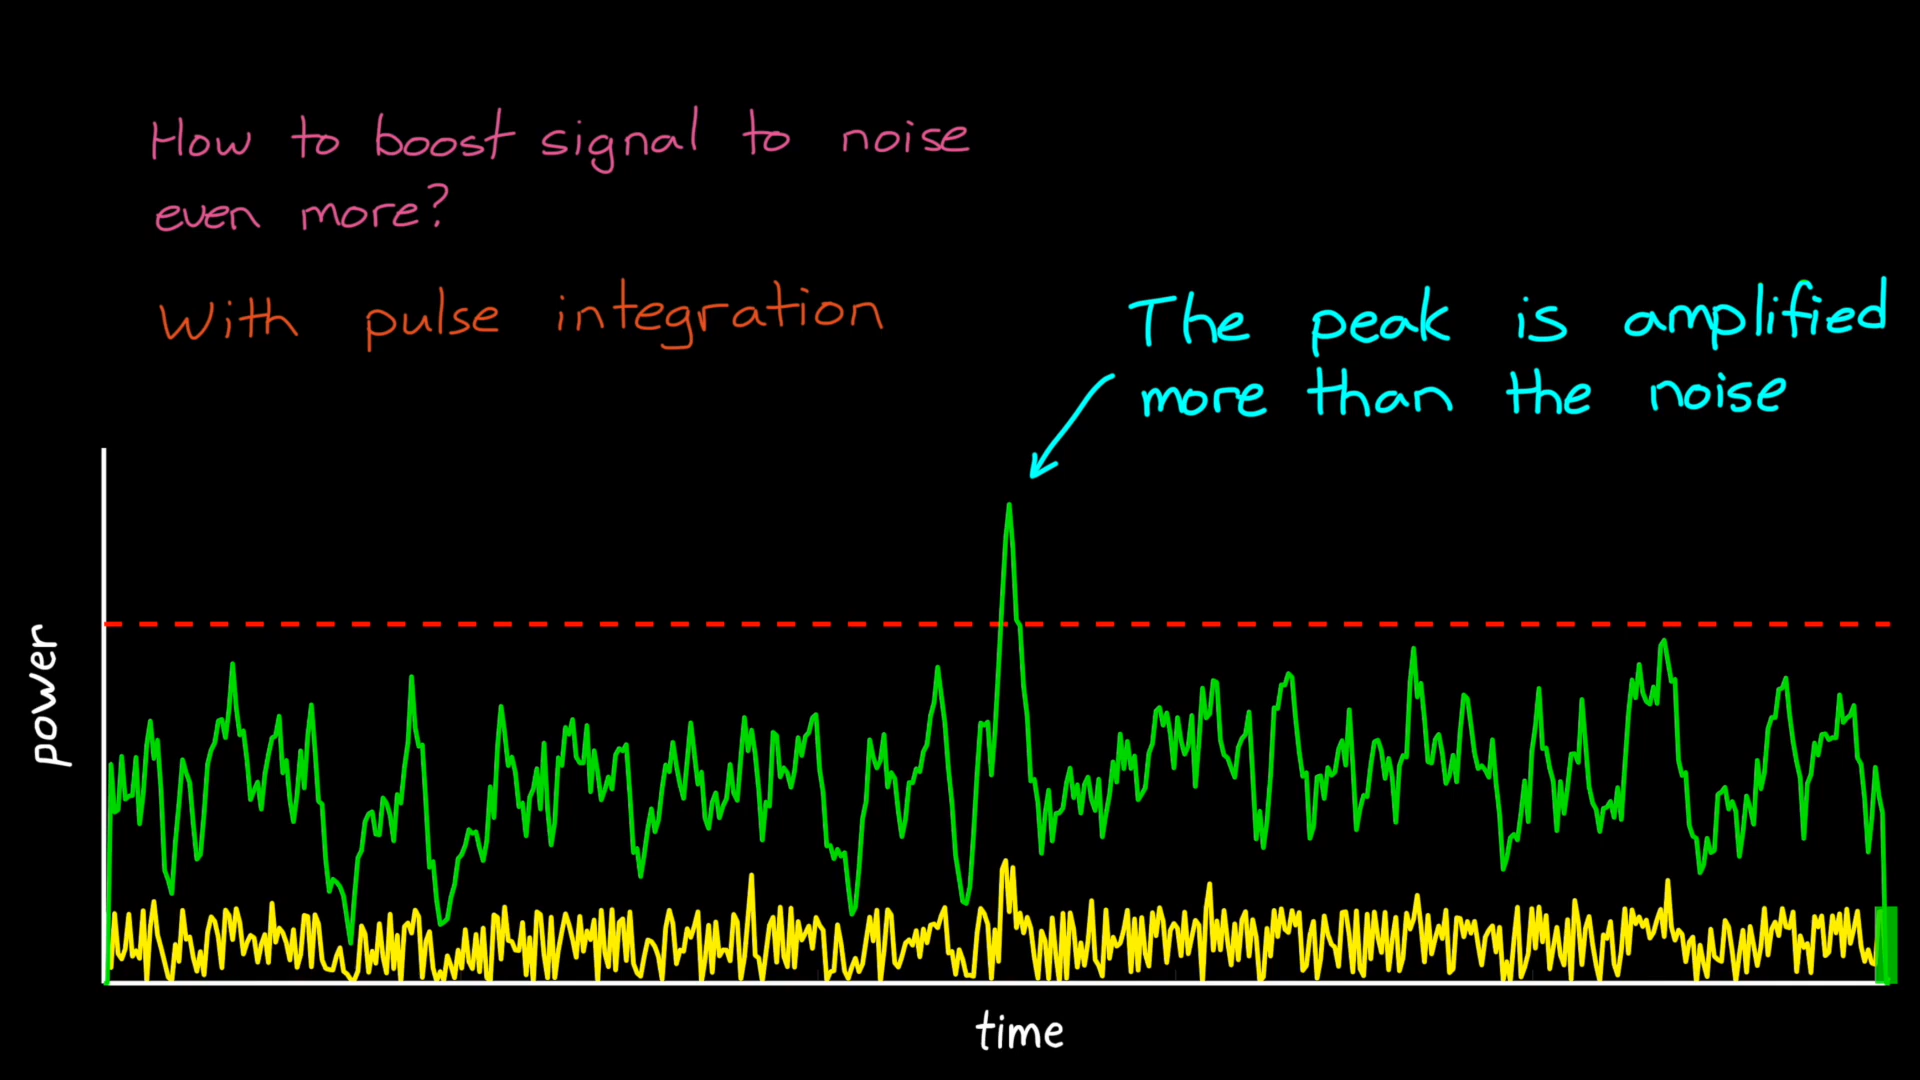 How to boost signal to noise
even more?
With pulse integration
The peak is amplified
more than the noise
power
time